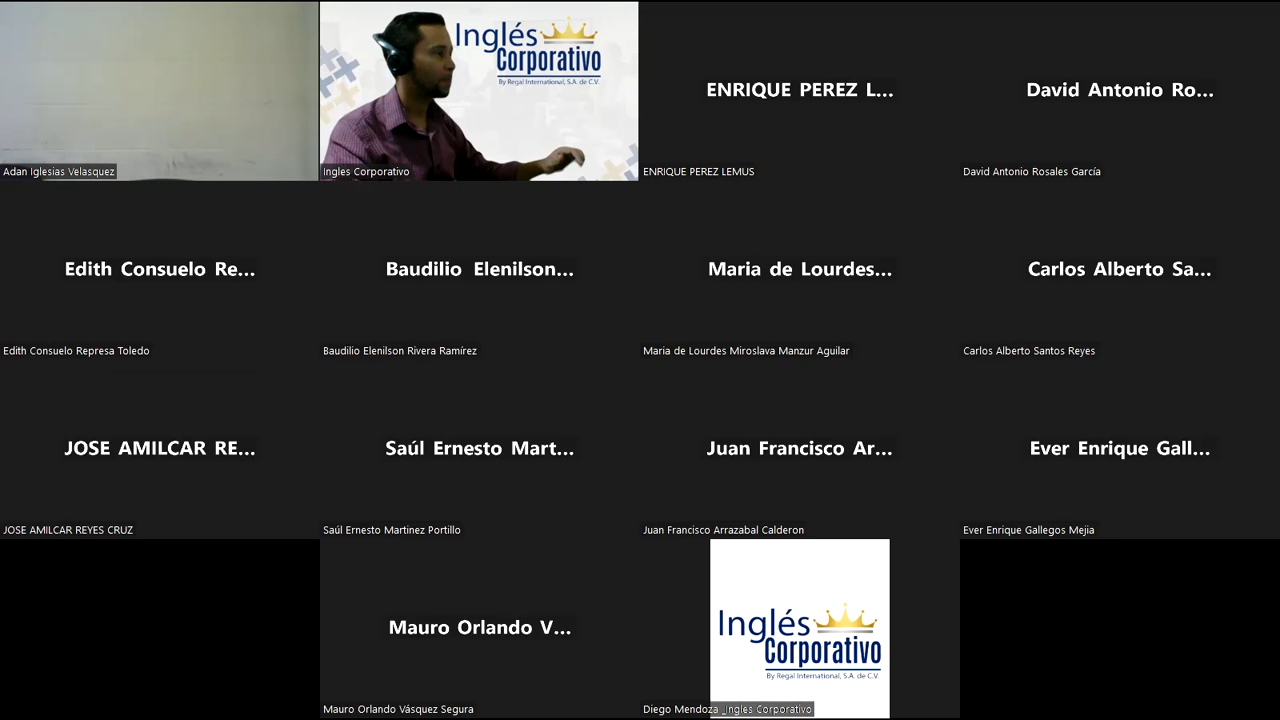 Inglés
Corporativo
By Regal International, S.A. de C.V.
ENRIQUE PEREZ L...
David Antonio Ro...
Adan Iglesias Velasquez
Ingles Corporativo
ENRIQUE PEREZ LEMUS
David Antonio Rosales García
Edith Consuelo Re...
Baudilio Elenilson...
Maria de Lourdes...
Carlos Alberto Sa...
Edith Consuelo Represa Toledo
Baudilio Elenilson Rivera Ramírez
Maria de Lourdes Miroslava Manzur Aguilar
Carlos Alberto Santos Reyes
JOSE AMILCAR RE...
Saúl Ernesto Mart...
Juan Francisco Ar...
Ever Enrique Gall...
JOSE AMILCAR REYES CRUZ
Saúl Ernesto Martinez Portillo
Juan Francisco Arrazabal Calderon
Ever Enrique Gallegos Mejia
Mauro Orlando V...
Inglés
Corporativo
By Regal International, S.A. de C.V.
Mauro Orlando Vásquez Segura
Diego Mendoza _Ingles Corporativo